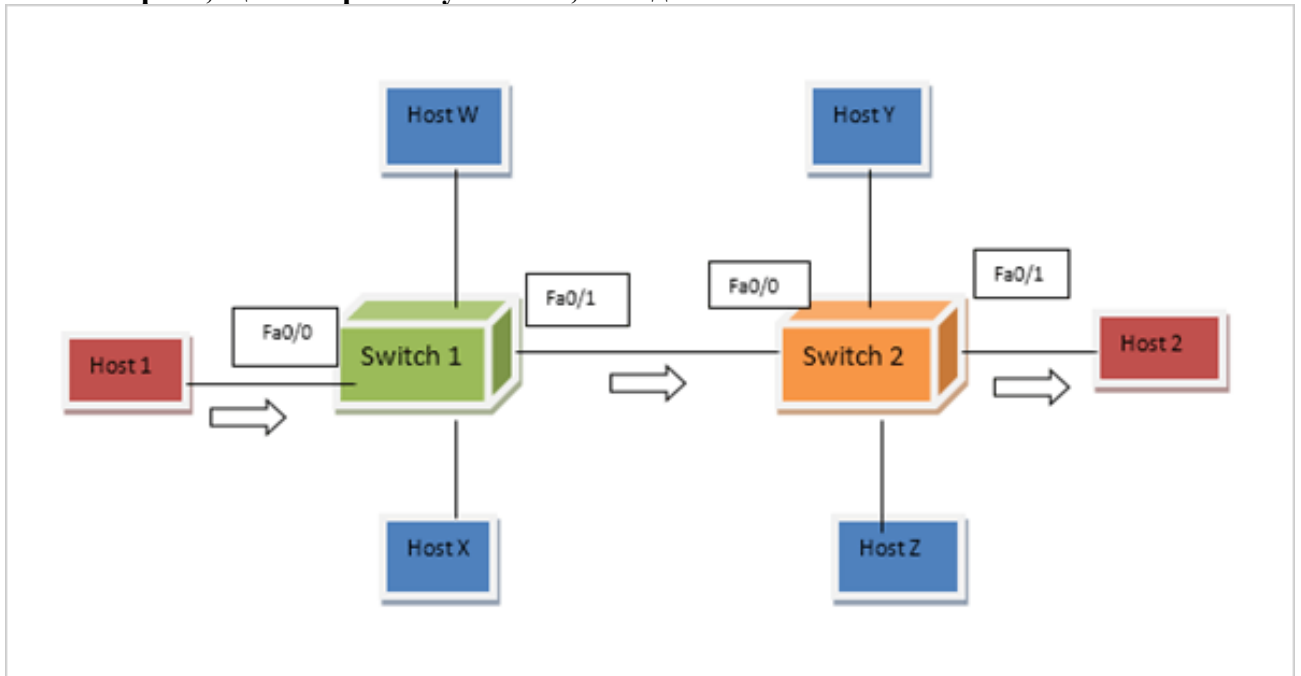 Host W
Host Y
Fa0/1
Fa0/0
Fa0/1
Fa0/0
Host 1
Switch 1
Switch 2
Host 2
Host X
Host Z